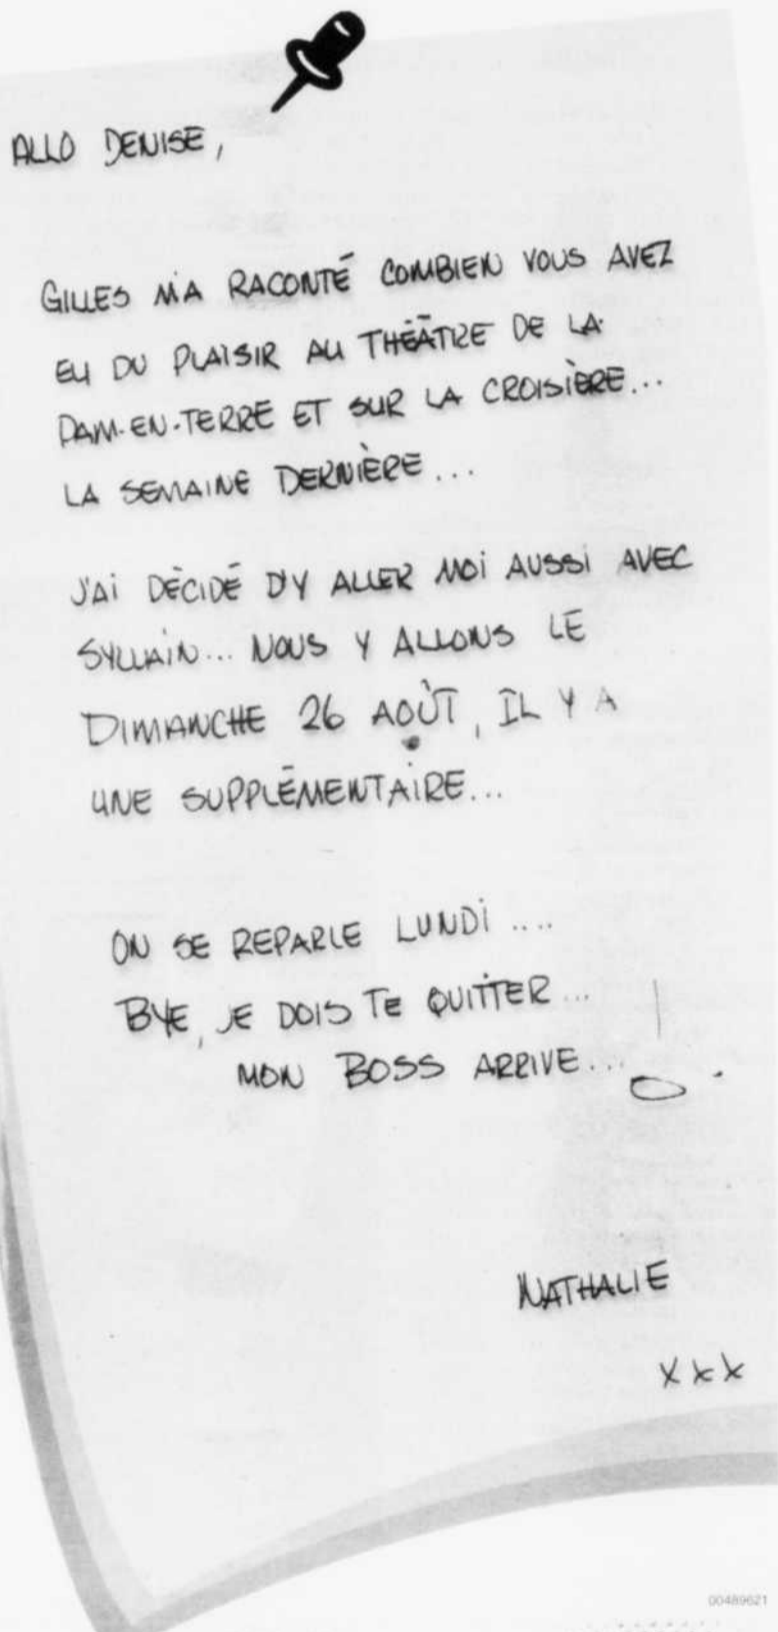 ALLO DENISE,
GILLES M'A RACONTÉ COMBIEN VOUS AVEZ
EU DU PLAISIR AU THÉÂTRE DE LA
DAM-EN-TERRE ET SUR LA CROISIÈRE...
LA SEMAINE DERNIÈRE...
J'AI DÉCIDÉ D'Y ALLER MOI AUSSI AVEC
SYLVAIN... NOUS Y ALLONS LE
DIMANCHE 26 AOÛT, IL Y A
UNE SUPPLÉMENTAIRE...
ON SE REPARLE LUNDI ....
BYE, JE DOIS TE QUITTER...
MON BOSS ARRIVE...
NATHALIE
XXX
00489621